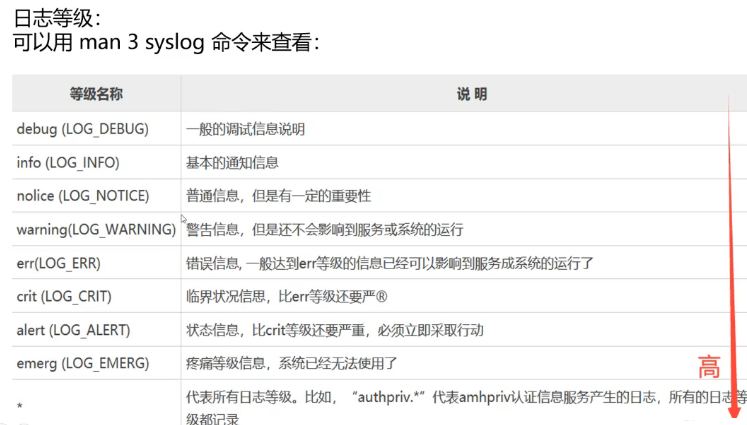 日志等级：
可以用 man 3 syslog 命令来查看：
等级名称 说 明
debug (LOG_DEBUG) 一般的调试信息说明
info (LOG_INFO) 基本的通知信息
nolice (LOG_NOTICE) 普通信息，但是有一定的重要性
warning(LOG_WARNING) 警告信息，但是还不会影响到服务或系统的运行
err(LOG_ERR) 错误信息, 一般达到err等级的信息已经可以影响到服务成系统的运行了
crit (LOG_CRIT) 临界状况信思，比err等级还要严®
alert (LOG_ALERT) 状态信息，比crit等级还要严重，必须立即采取行动
emerg (LOG_EMERG) 疼痛等级信息，系统已经无法使用了
高
* 代表所有日志等级。比如，“authpriv.*”代表amhpriv认证信息服务产生的日志，所有的日志等
级都记录